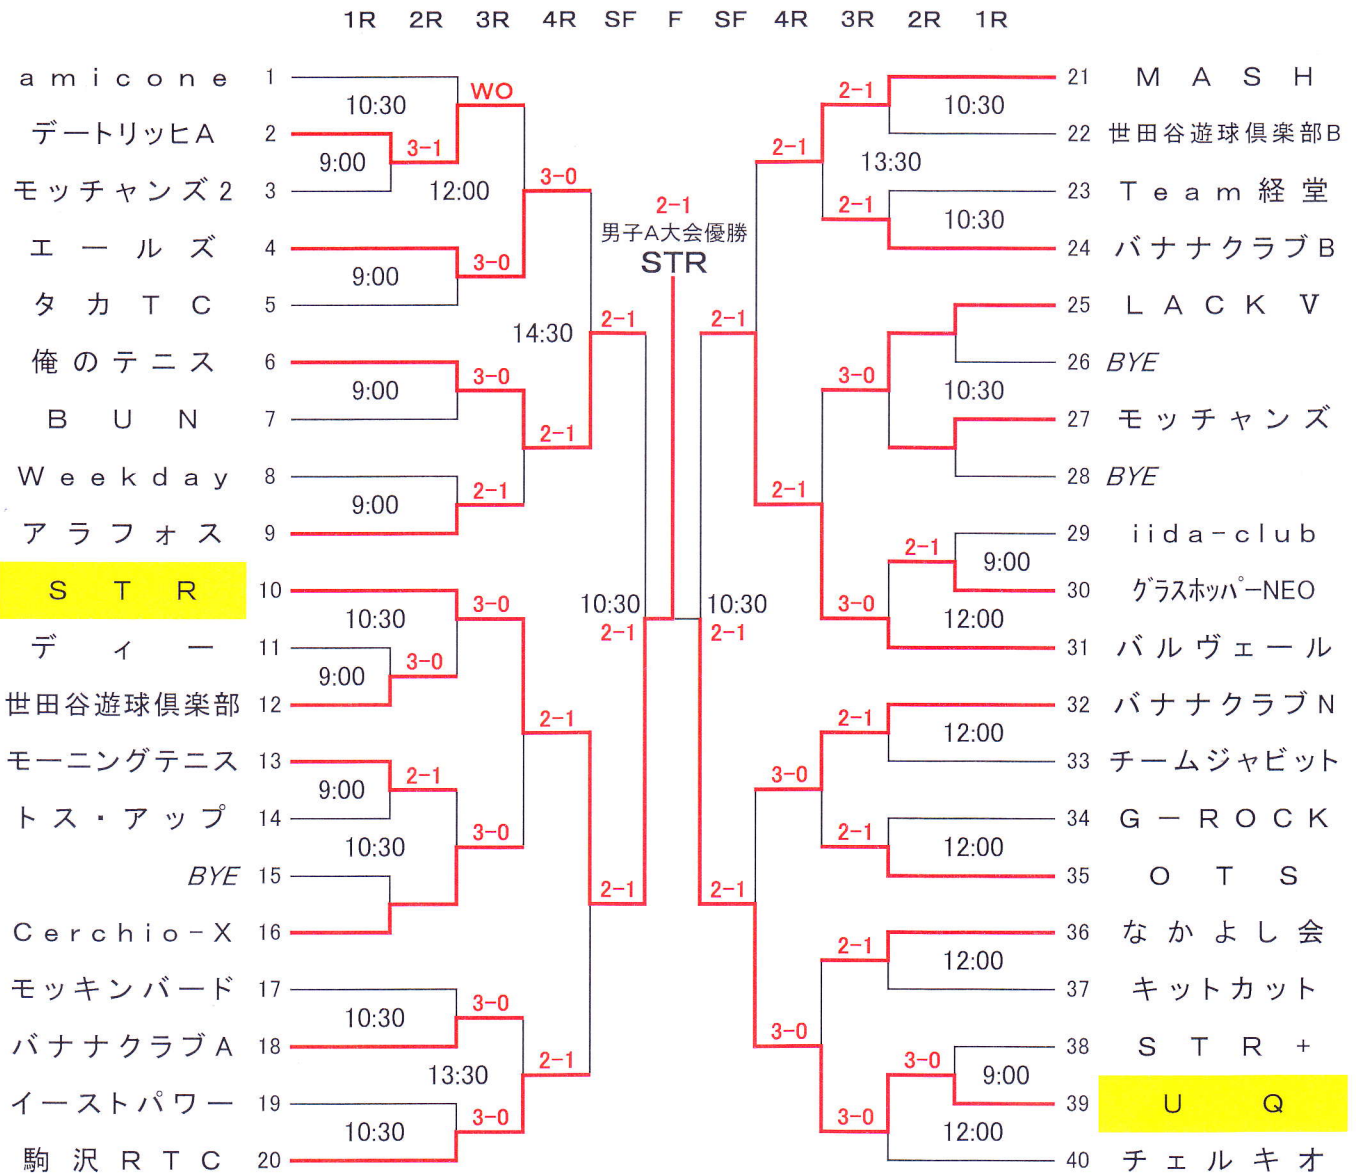 1R 2R 3R 4R SF F SF 4R 3R 2R 1R
amicone 1
10:30
WO
デートリッヒA 2
9:00
3-1
モッチャンズ2 3
12:00
3-0
エールズ 4
9:00
3-0
タカTC 5
14:30
2-1
俺のテニス 6
9:00
3-0
BUN 7
2-1
Weekday 8
9:00
2-1
アラフォス 9
STR 10
10:30
3-0
ディー 11
9:00
3-0
世田谷遊球倶楽部 12
2-1
モーニングテニス 13
9:00
2-1
トス・アップ 14
10:30
3-0
BYE 15
Cerchio-X 16
2-1
モッキンバード 17
10:30
3-0
バナナクラブA 18
13:30
2-1
イーストパワー 19
10:30
3-0
駒沢RTC 20
2-1
男子A大会優勝
STR
10:30
2-1
10:30
2-1
21 MASH
2-1
10:30
22 世田谷遊球倶楽部B
2-1
13:30
23 Team経堂
2-1
10:30
24 バナナクラブB
25 LACK V
2-1
26 BYE
3-0
10:30
27 モッチャンズ
28 BYE
2-1
29 iida-club
2-1
9:00
30 グラスホッパーNEO
3-0
12:00
31 バルヴェール
32 バナナクラブN
2-1
12:00
33 チームジャビット
3-0
34 G-ROCK
2-1
12:00
35 OTS
2-1
36 なかよし会
2-1
12:00
37 キットカット
3-0
38 STR+
3-0
9:00
39 UQ
3-0
12:00
40 チェルキオ